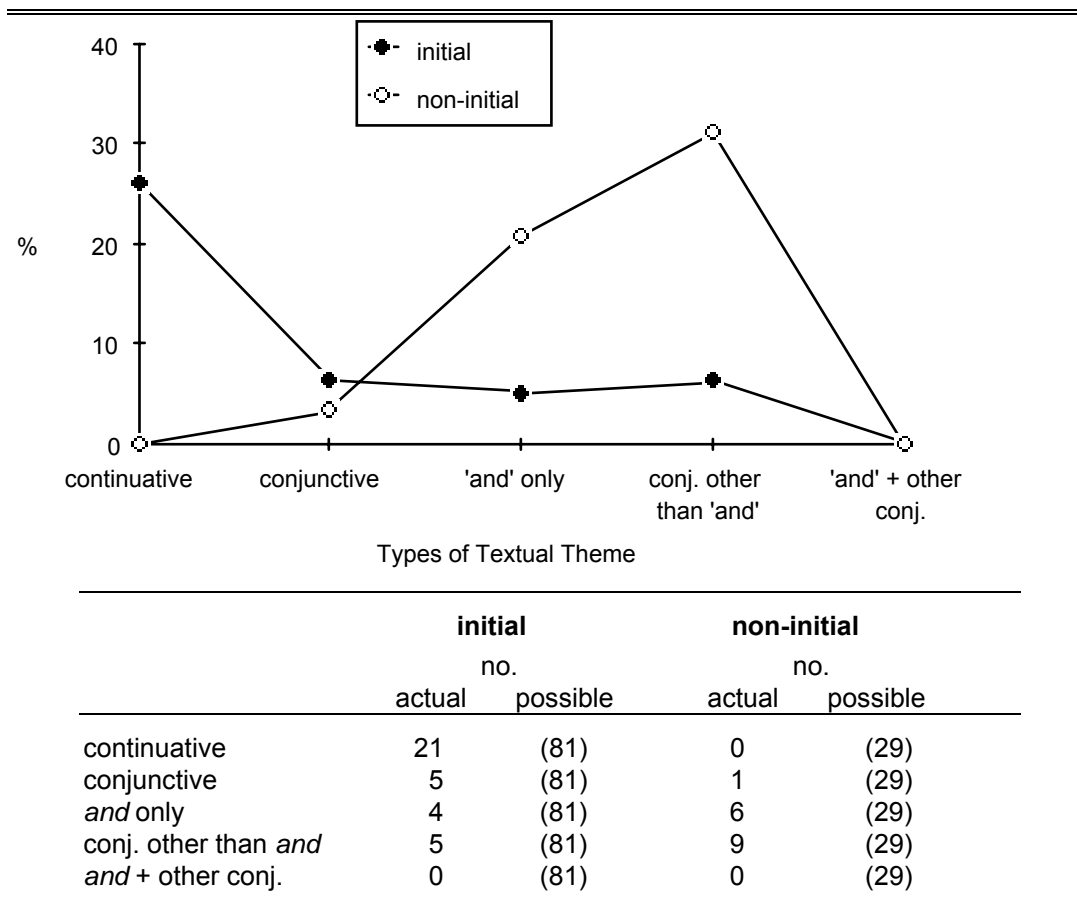 40
initial
non-initial
30
%
20
10
0
continuative conjunctive 'and' only conj. other 'and' + other
than 'and' conj.
Types of Textual Theme
initial non-initial
no. no.
actual possible actual possible
continuative 21 (81) 0 (29)
conjunctive 5 (81) 1 (29)
and only 4 (81) 6 (29)
conj. other than and 5 (81) 9 (29)
and + other conj. 0 (81) 0 (29)